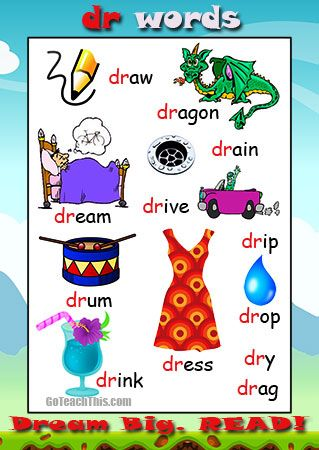 dr words
draw
dragon
drain
dream
drive
drip
drum
drop
dress
dry
drink
drag
GoTeachThis.com
Dream Big. READ!